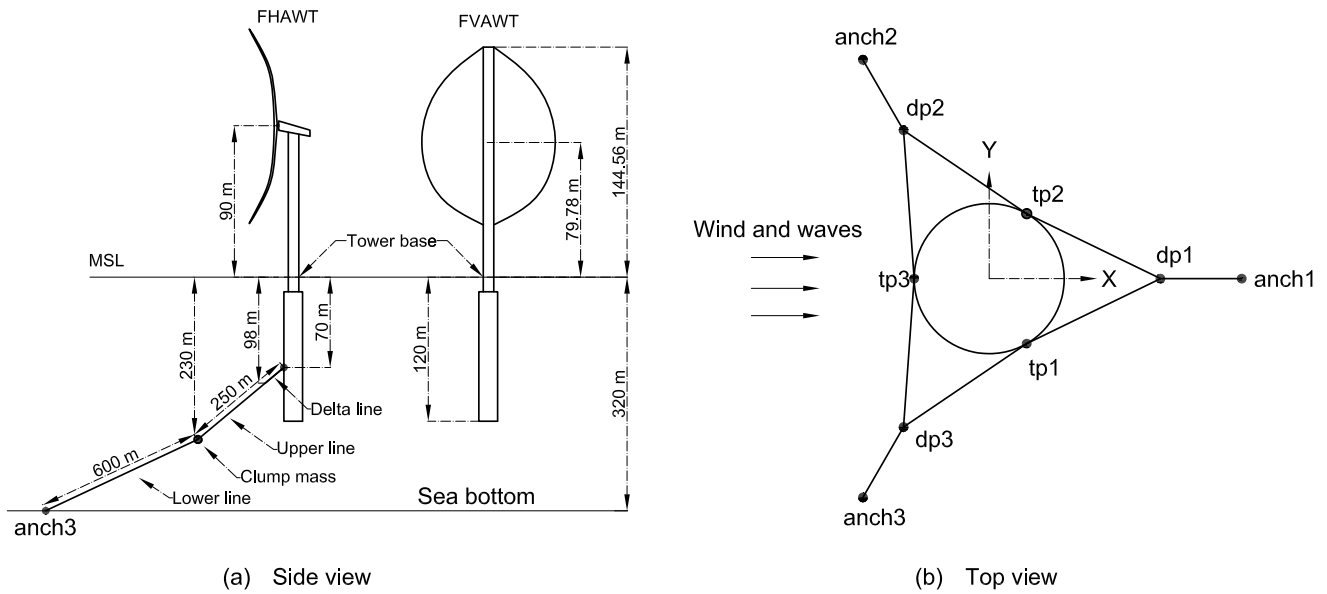 FHAWT
FVAWT
90 m
144.56 m
79.78 m
Tower base
MSL
230 m
98 m
70 m
120 m
320 m
250 m
Delta line
Upper line
600 m
Clump mass
Lower line
Sea bottom
anch3
(a) Side view
anch2
dp2
Y
tp2
Wind and waves
dp1
tp3
X
anch1
tp1
dp3
anch3
(b) Top view